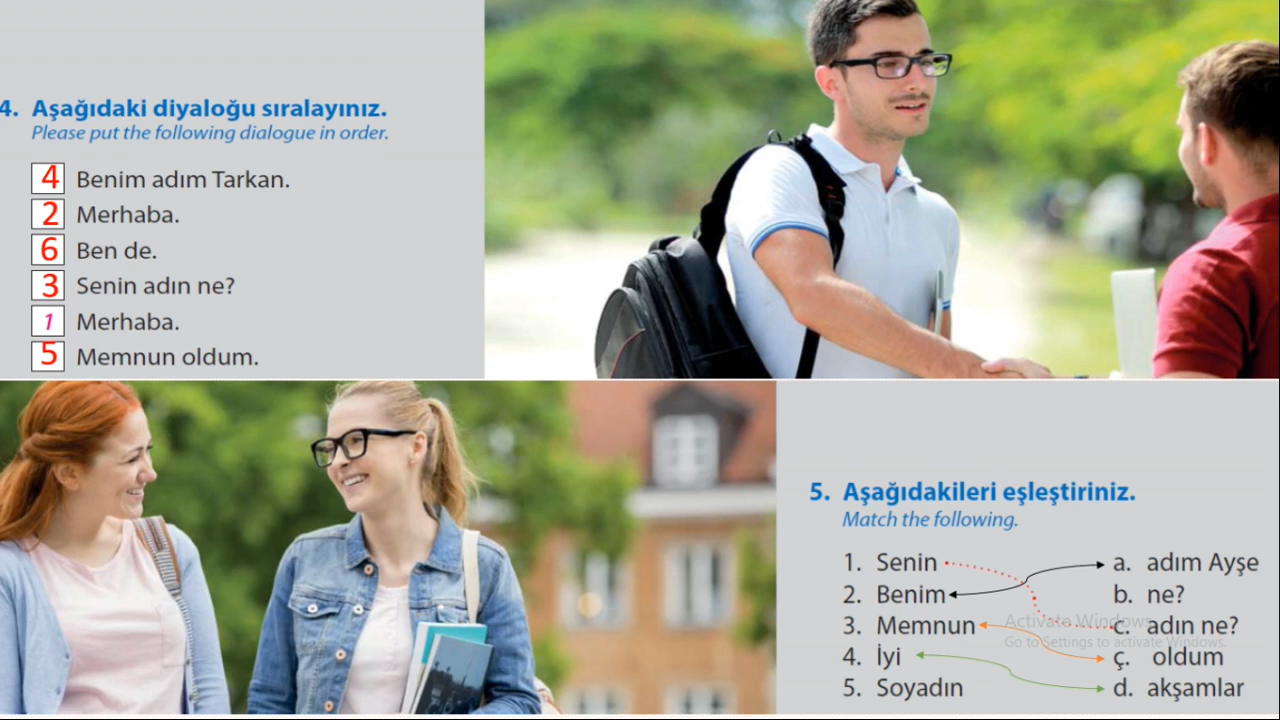 4. Aşağıdaki diyaloğu sıralayınız.
Please put the following dialogue in order.
4 Benim adım Tarkan.
2 Merhaba.
6 Ben de.
3 Senin adın ne?
1 Merhaba.
5 Memnun oldum.
5. Aşağıdakileri eşleştiriniz.
Match the following.
1. Senin a. adım Ayşe
2. Benim b. ne?
3. Memnun c. adın ne?
4. İyi ç. oldum
5. Soyadın d. akşamlar
Activate Windows
Go to Settings to activate Windows.